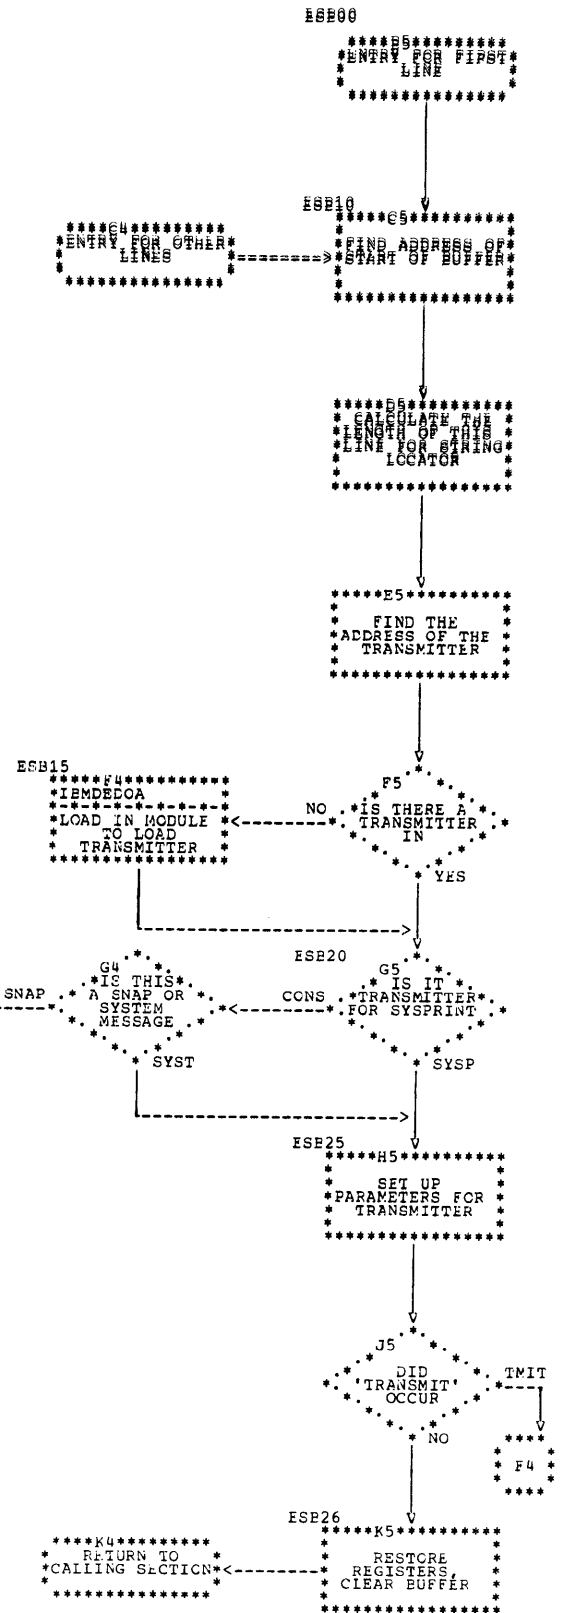 ESB00
B5
ENTRY FOR FIRST
LINE
ESB10
C4
ENTRY FOR OTHER
LINES
C5
FIND ADDRESS OF
START OF BUFFER
D5
CALCULATE THE
LENGTH OF THIS
LINE FOR STRING
LOCATOR
E5
FIND THE
ADDRESS OF THE
TRANSMITTER
ESB15
F4
IBMDEDOA
LOAD IN MODULE
TO LOAD
TRANSMITTER
NO
F5
IS THERE A
TRANSMITTER
IN
YES
ESB20
SNAP
G4
IS THIS
A SNAP OR
SYSTEM
MESSAGE
SYST
CONS
G5
IS IT
TRANSMITTER
FOR SYSPRINT
SYSP
ESB25
H5
SET UP
PARAMETERS FOR
TRANSMITTER
J5
DID
'TRANSMIT'
OCCUR
TMIT
NO
F4
ESB26
K4
RETURN TO
CALLING SECTION
K5
RESTORE
REGISTERS,
CLEAR BUFFER